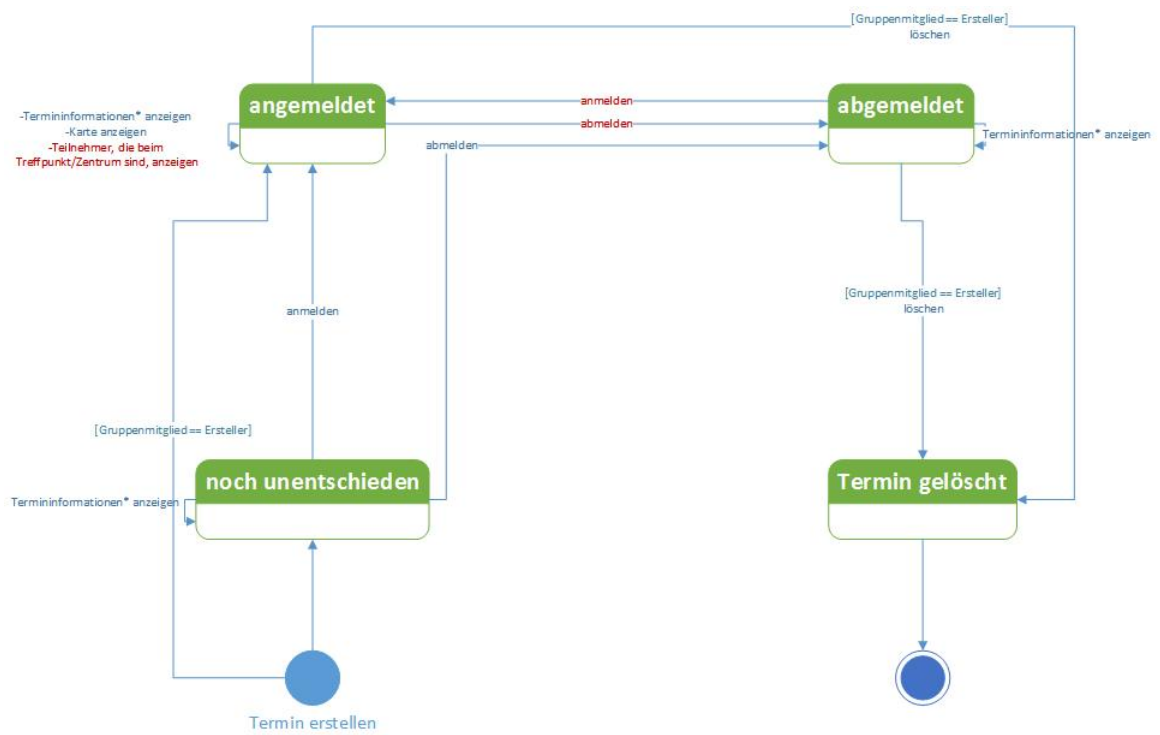 [Gruppenmitglied == Ersteller]
löschen
angemeldet
abgemeldet
anmelden
abmelden
-Termininformationen* anzeigen
-Karte anzeigen
-Teilnehmer, die beim
Treffpunkt/Zentrum sind, anzeigen
abmelden
Termininformationen* anzeigen
anmelden
[Gruppenmitglied == Ersteller]
löschen
[Gruppenmitglied == Ersteller]
noch unentschieden
Termin gelöscht
Termininformationen* anzeigen
Termin erstellen